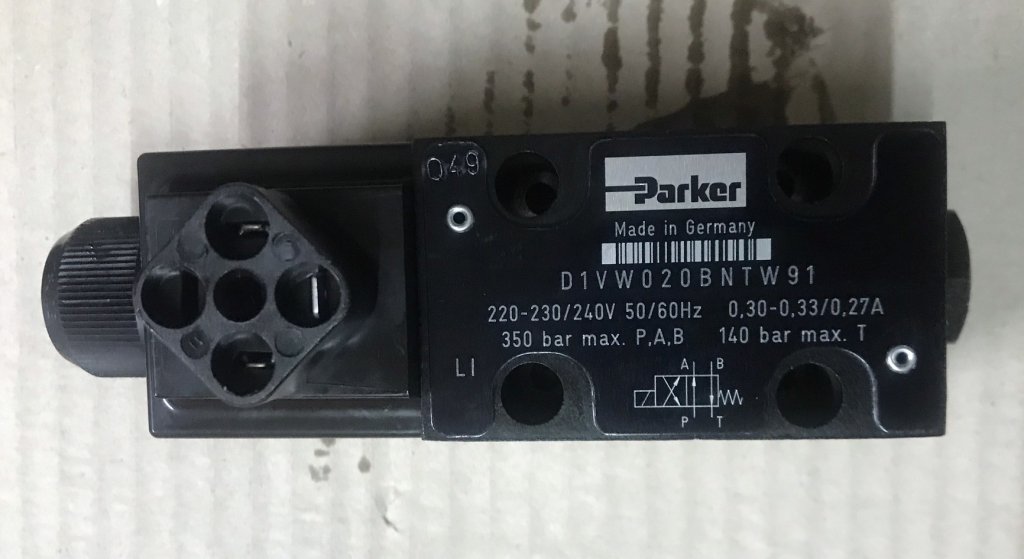 049
Parker
Made in Germany
D1VW020BNTW91
220-230/240V 50/60Hz 0,30-0,33/0,27A
350 bar max. P,A,B 140 bar max. T
LI
A B
P T